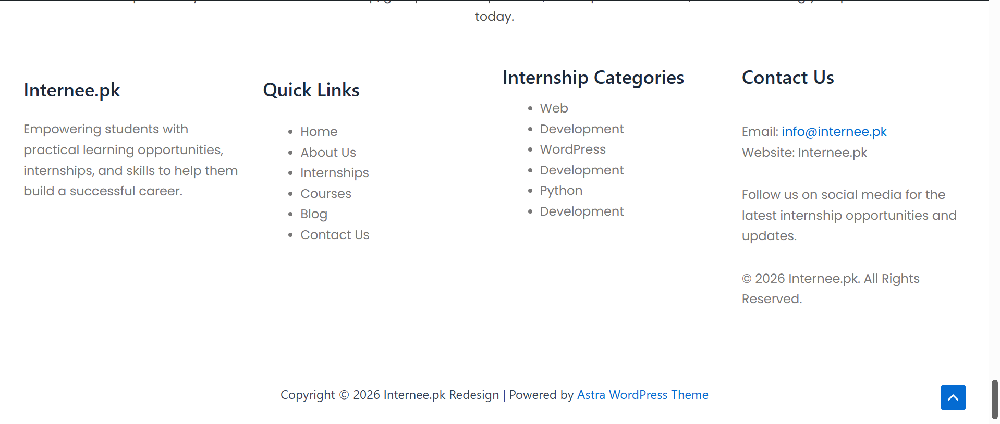 today.
Internee.pk
Empowering students with
practical learning opportunities,
internships, and skills to help them
build a successful career.
Quick Links
Home
About Us
Internships
Courses
Blog
Contact Us
Internship Categories
Web
Development
WordPress
Development
Python
Development
Contact Us
Email: info@internee.pk
Website: Internee.pk
Follow us on social media for the
latest internship opportunities and
updates.
© 2026 Internee.pk. All Rights
Reserved.
Copyright © 2026 Internee.pk Redesign | Powered by Astra WordPress Theme